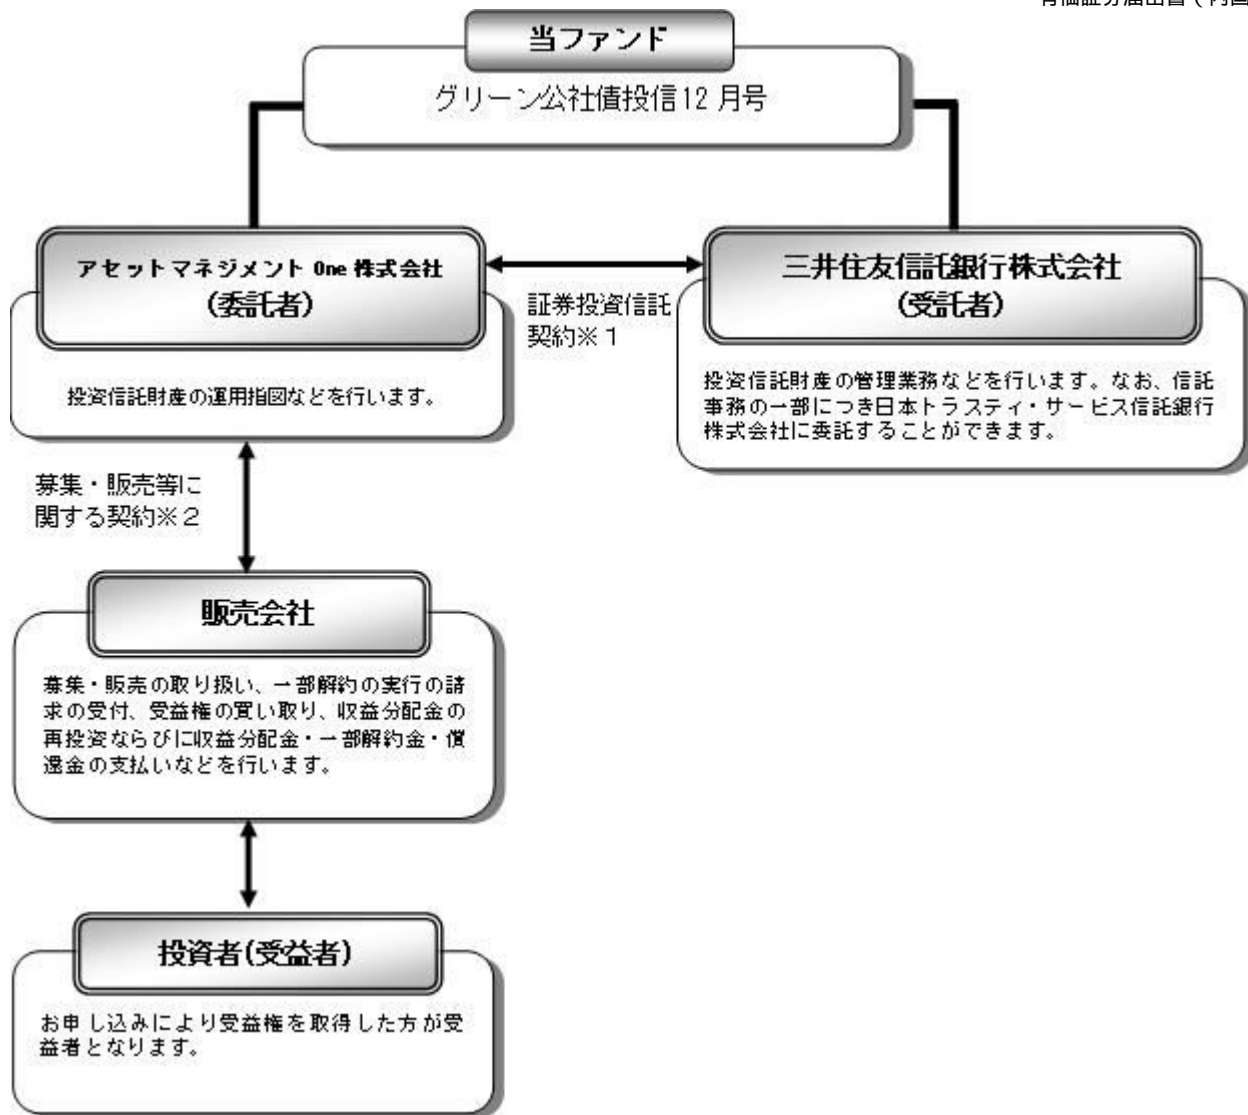 当ファンド
グリーン公社債投信12月号
アセットマネジメント One 株式会社
(委託者)
投資信託財産の運用指図などを行います。
証券投資信託
契約※１
三井住友信託銀行株式会社
(受託者)
投資信託財産の管理業務などを行います。なお、信託
事務の一部につき日本トラスティ・サービス信託銀行
株式会社に委託することができます。
募集・販売等に
関する契約※２
販売会社
募集・販売の取り扱い、一部解約の実行の請
求の受付、受益権の買い取り、収益分配金の
再投資ならびに収益分配金・一部解約金・償
還金の支払いなどを行います。
投資者(受益者)
お申し込みにより受益権を取得した方が受
益者となります。